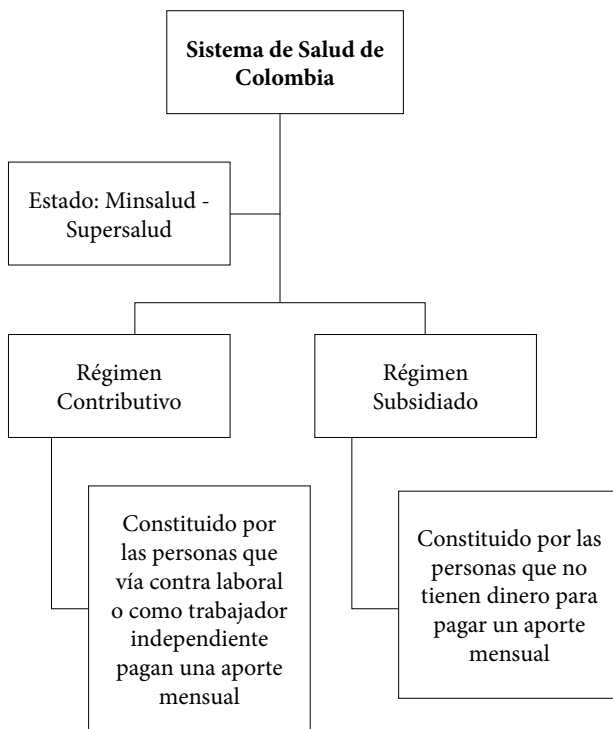 Sistema de Salud de
Colombia
Estado: Minsalud -
Supersalud
Régimen
Contributivo
Régimen
Subsidiado
Constituido por
las personas que
vía contra laboral
o como trabajador
independiente
pagan una aporte
mensual
Constituido por las
personas que no
tienen dinero para
pagar un aporte
mensual